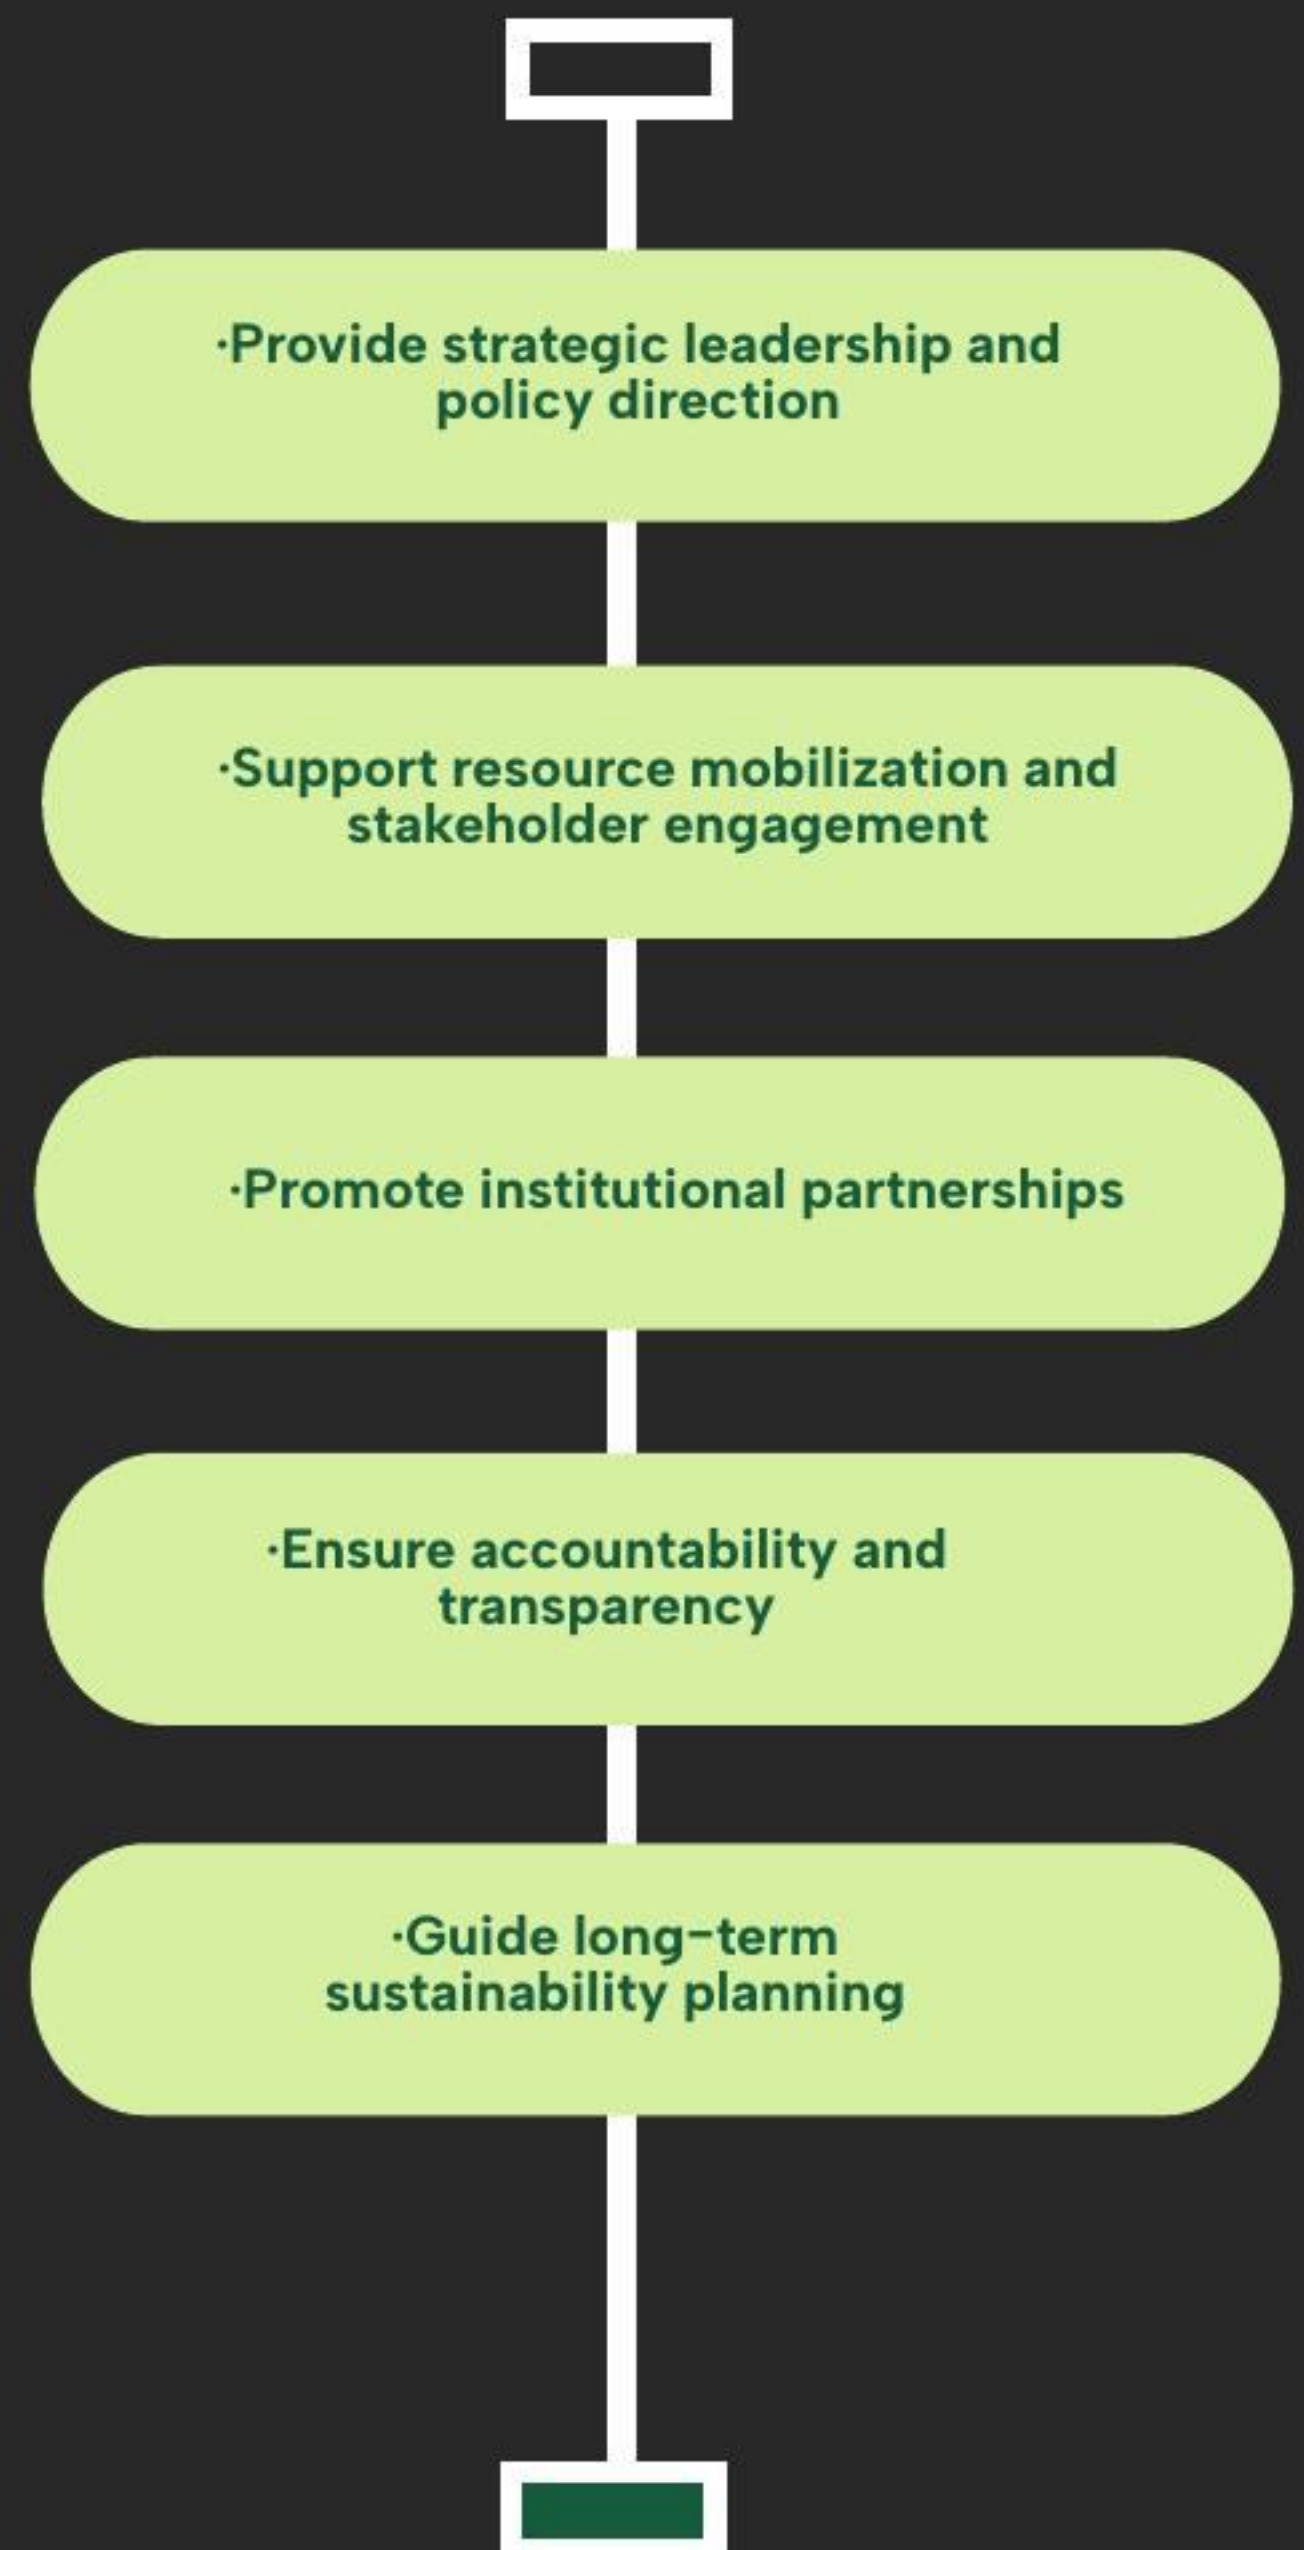 ·Provide strategic leadership and
policy direction
·Support resource mobilization and
stakeholder engagement
·Promote institutional partnerships
·Ensure accountability and
transparency
·Guide long-term
sustainability planning